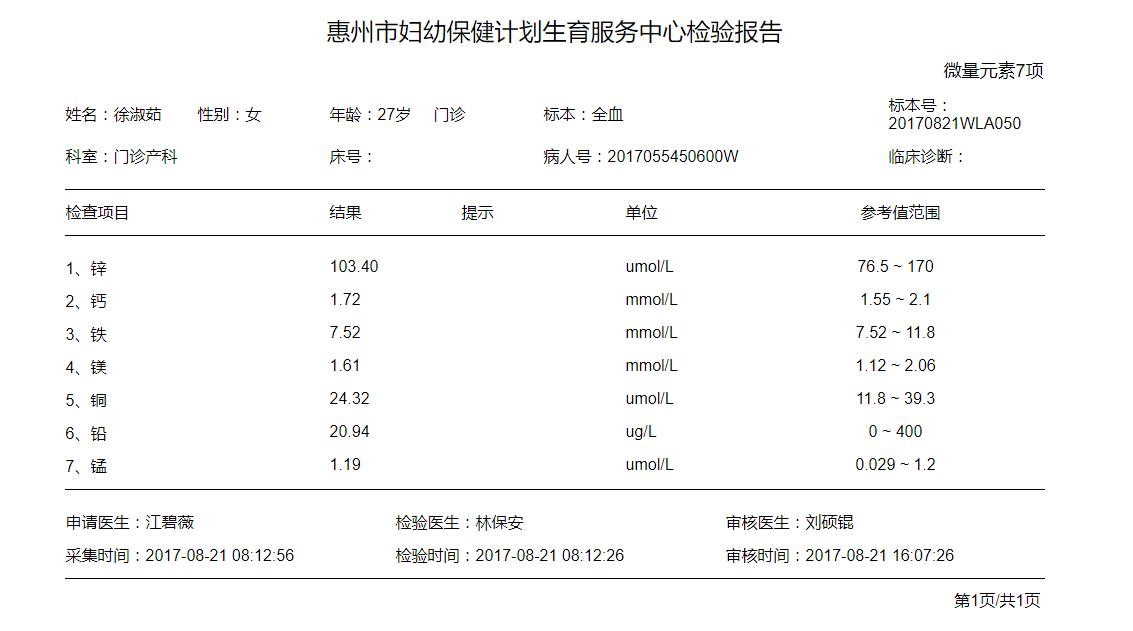 惠州市妇幼保健计划生育服务中心检验报告
微量元素7项
姓名：徐淑茹 性别：女 年龄：27岁 门诊 标本：全血 标本号：
20170821WLA050
科室：门诊产科 床号： 病人号：2017055450600W 临床诊断：
检查项目 结果 提示 单位 参考值范围
1、锌 103.40 umol/L 76.5 ~ 170
2、钙 1.72 mmol/L 1.55 ~ 2.1
3、铁 7.52 mmol/L 7.52 ~ 11.8
4、镁 1.61 mmol/L 1.12 ~ 2.06
5、铜 24.32 umol/L 11.8 ~ 39.3
6、铅 20.94 ug/L 0 ~ 400
7、锰 1.19 umol/L 0.029 ~ 1.2
申请医生：江碧薇 检验医生：林保安 审核医生：刘硕锟
采集时间：2017-08-21 08:12:56 检验时间：2017-08-21 08:12:26 审核时间：2017-08-21 16:07:26
第1页/共1页